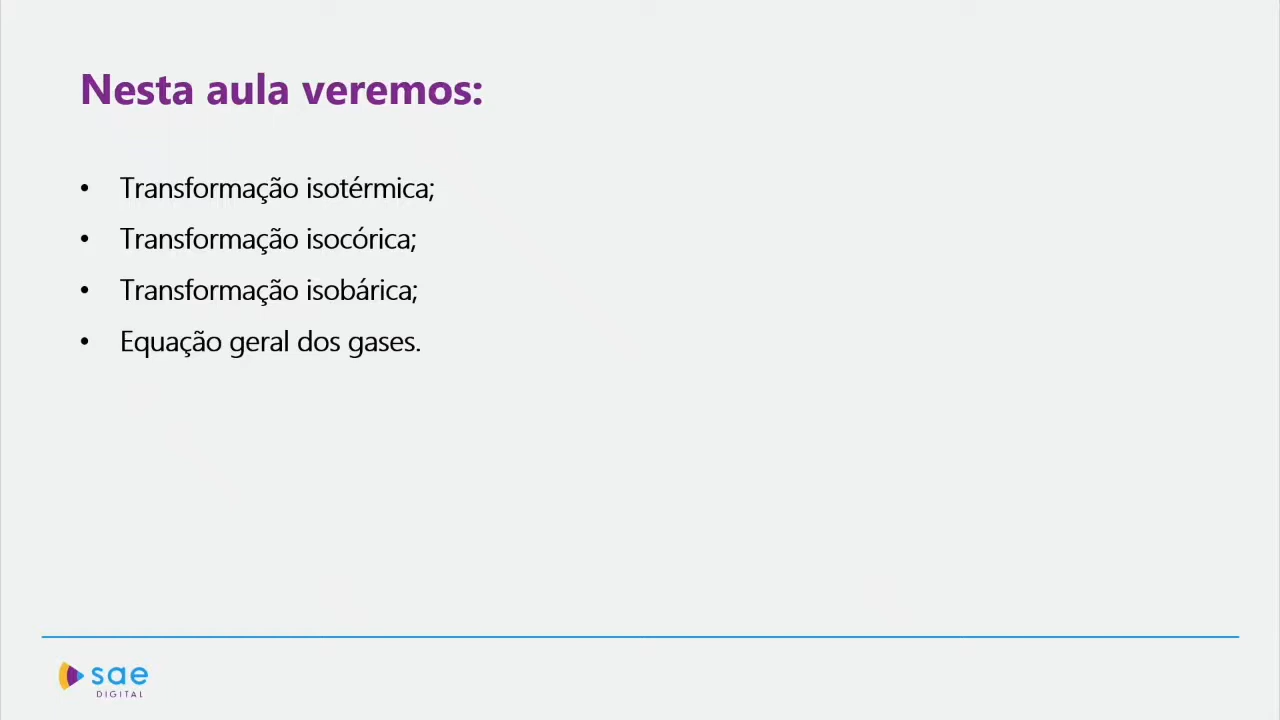 Nesta aula veremos:
• Transformação isotérmica;
• Transformação isocórica;
• Transformação isobárica;
• Equação geral dos gases.
sae
DIGITAL